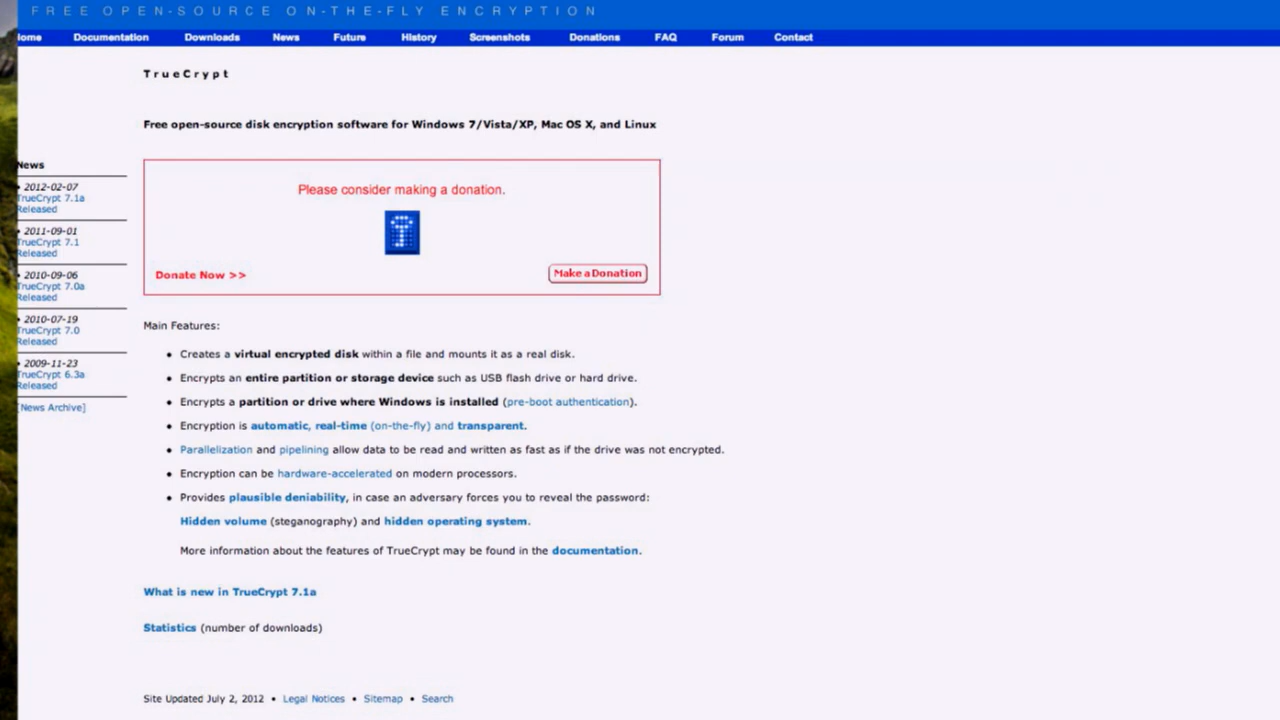 FREE OPEN-SOURCE ON-THE-FLY ENCRYPTION
Home Documentation Downloads News Future History Screenshots Donations FAQ Forum Contact
TrueCrypt
Free open-source disk encryption software for Windows 7/Vista/XP, Mac OS X, and Linux
News
• 2012-02-07
TrueCrypt 7.1a
Released
• 2011-09-01
TrueCrypt 7.1
Released
• 2010-09-06
TrueCrypt 7.0a
Released
• 2010-07-19
TrueCrypt 7.0
Released
• 2009-11-23
TrueCrypt 6.3a
Released
[News Archive]
Please consider making a donation.
T
Donate Now >>
Make a Donation
Main Features:
• Creates a virtual encrypted disk within a file and mounts it as a real disk.
• Encrypts an entire partition or storage device such as USB flash drive or hard drive.
• Encrypts a partition or drive where Windows is installed (pre-boot authentication).
• Encryption is automatic, real-time (on-the-fly) and transparent.
• Parallelization and pipelining allow data to be read and written as fast as if the drive was not encrypted.
• Encryption can be hardware-accelerated on modern processors.
• Provides plausible deniability, in case an adversary forces you to reveal the password:
Hidden volume (steganography) and hidden operating system.
More information about the features of TrueCrypt may be found in the documentation.
What is new in TrueCrypt 7.1a
Statistics (number of downloads)
Site Updated July 2, 2012 • Legal Notices • Sitemap • Search